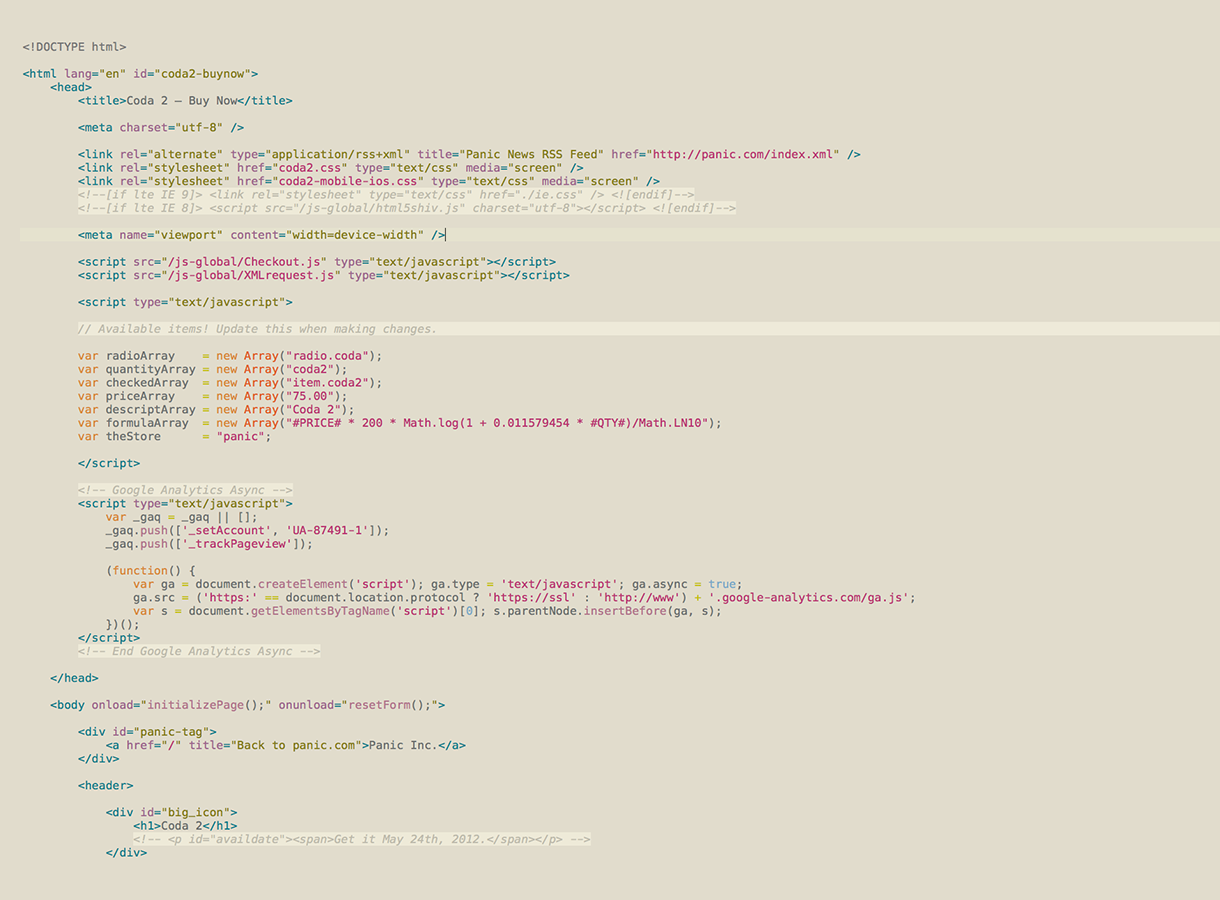 <!DOCTYPE html>
<html lang="en" id="coda2-buynow">
<head>
<title>Coda 2 — Buy Now</title>
<meta charset="utf-8" />
<link rel="alternate" type="application/rss+xml" title="Panic News RSS Feed" href="http://panic.com/index.xml" />
<link rel="stylesheet" href="coda2.css" type="text/css" media="screen" />
<link rel="stylesheet" href="coda2-mobile-ios.css" type="text/css" media="screen" />
<!--[if lte IE 9]> <link rel="stylesheet" type="text/css" href="./ie.css" /> <![endif]-->
<!--[if lte IE 8]> <script src="/js-global/html5shiv.js" charset="utf-8"></script> <![endif]-->
<meta name="viewport" content="width=device-width" />
<script src="/js-global/Checkout.js" type="text/javascript"></script>
<script src="/js-global/XMLrequest.js" type="text/javascript"></script>
<script type="text/javascript">
// Available items! Update this when making changes.
var radioArray    = new Array("radio.coda");
var quantityArray = new Array("coda2");
var checkedArray  = new Array("item.coda2");
var priceArray    = new Array("75.00");
var descriptArray = new Array("Coda 2");
var formulaArray  = new Array("#PRICE# * 200 * Math.log(1 + 0.011579454 * #QTY#)/Math.LN10");
var theStore      = "panic";
</script>
<!-- Google Analytics Async -->
<script type="text/javascript">
var _gaq = _gaq || [];
_gaq.push(['_setAccount', 'UA-87491-1']);
_gaq.push(['_trackPageview']);
(function() {
var ga = document.createElement('script'); ga.type = 'text/javascript'; ga.async = true;
ga.src = ('https:' == document.location.protocol ? 'https://ssl' : 'http://www') + '.google-analytics.com/ga.js';
var s = document.getElementsByTagName('script')[0]; s.parentNode.insertBefore(ga, s);
})();
</script>
<!-- End Google Analytics Async -->
</head>
<body onload="initializePage();" onunload="resetForm();">
<div id="panic-tag">
<a href="/" title="Back to panic.com">Panic Inc.</a>
</div>
<header>
<div id="big_icon">
<h1>Coda 2</h1>
<!-- <p id="availdate"><span>Get it May 24th, 2012.</span></p> -->
</div>